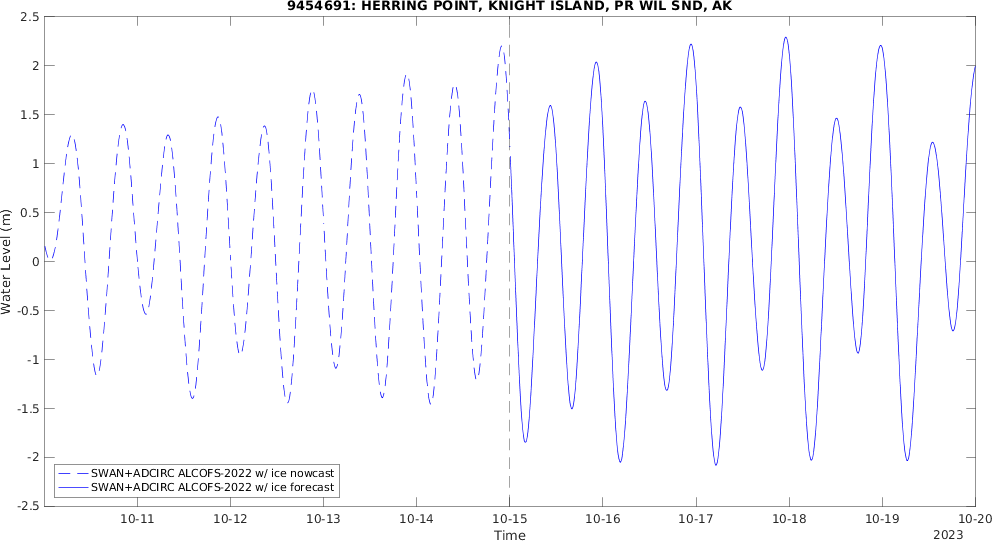 9454691: HERRING POINT, KNIGHT ISLAND, PR WIL SND, AK
Water Level (m)
2.5
2
1.5
1
0.5
0
-0.5
-1
-1.5
-2
-2.5
SWAN+ADCIRC ALCOFS-2022 w/ ice nowcast
SWAN+ADCIRC ALCOFS-2022 w/ ice forecast
10-11 10-12 10-13 10-14 10-15 10-16 10-17 10-18 10-19 10-20
Time
2023